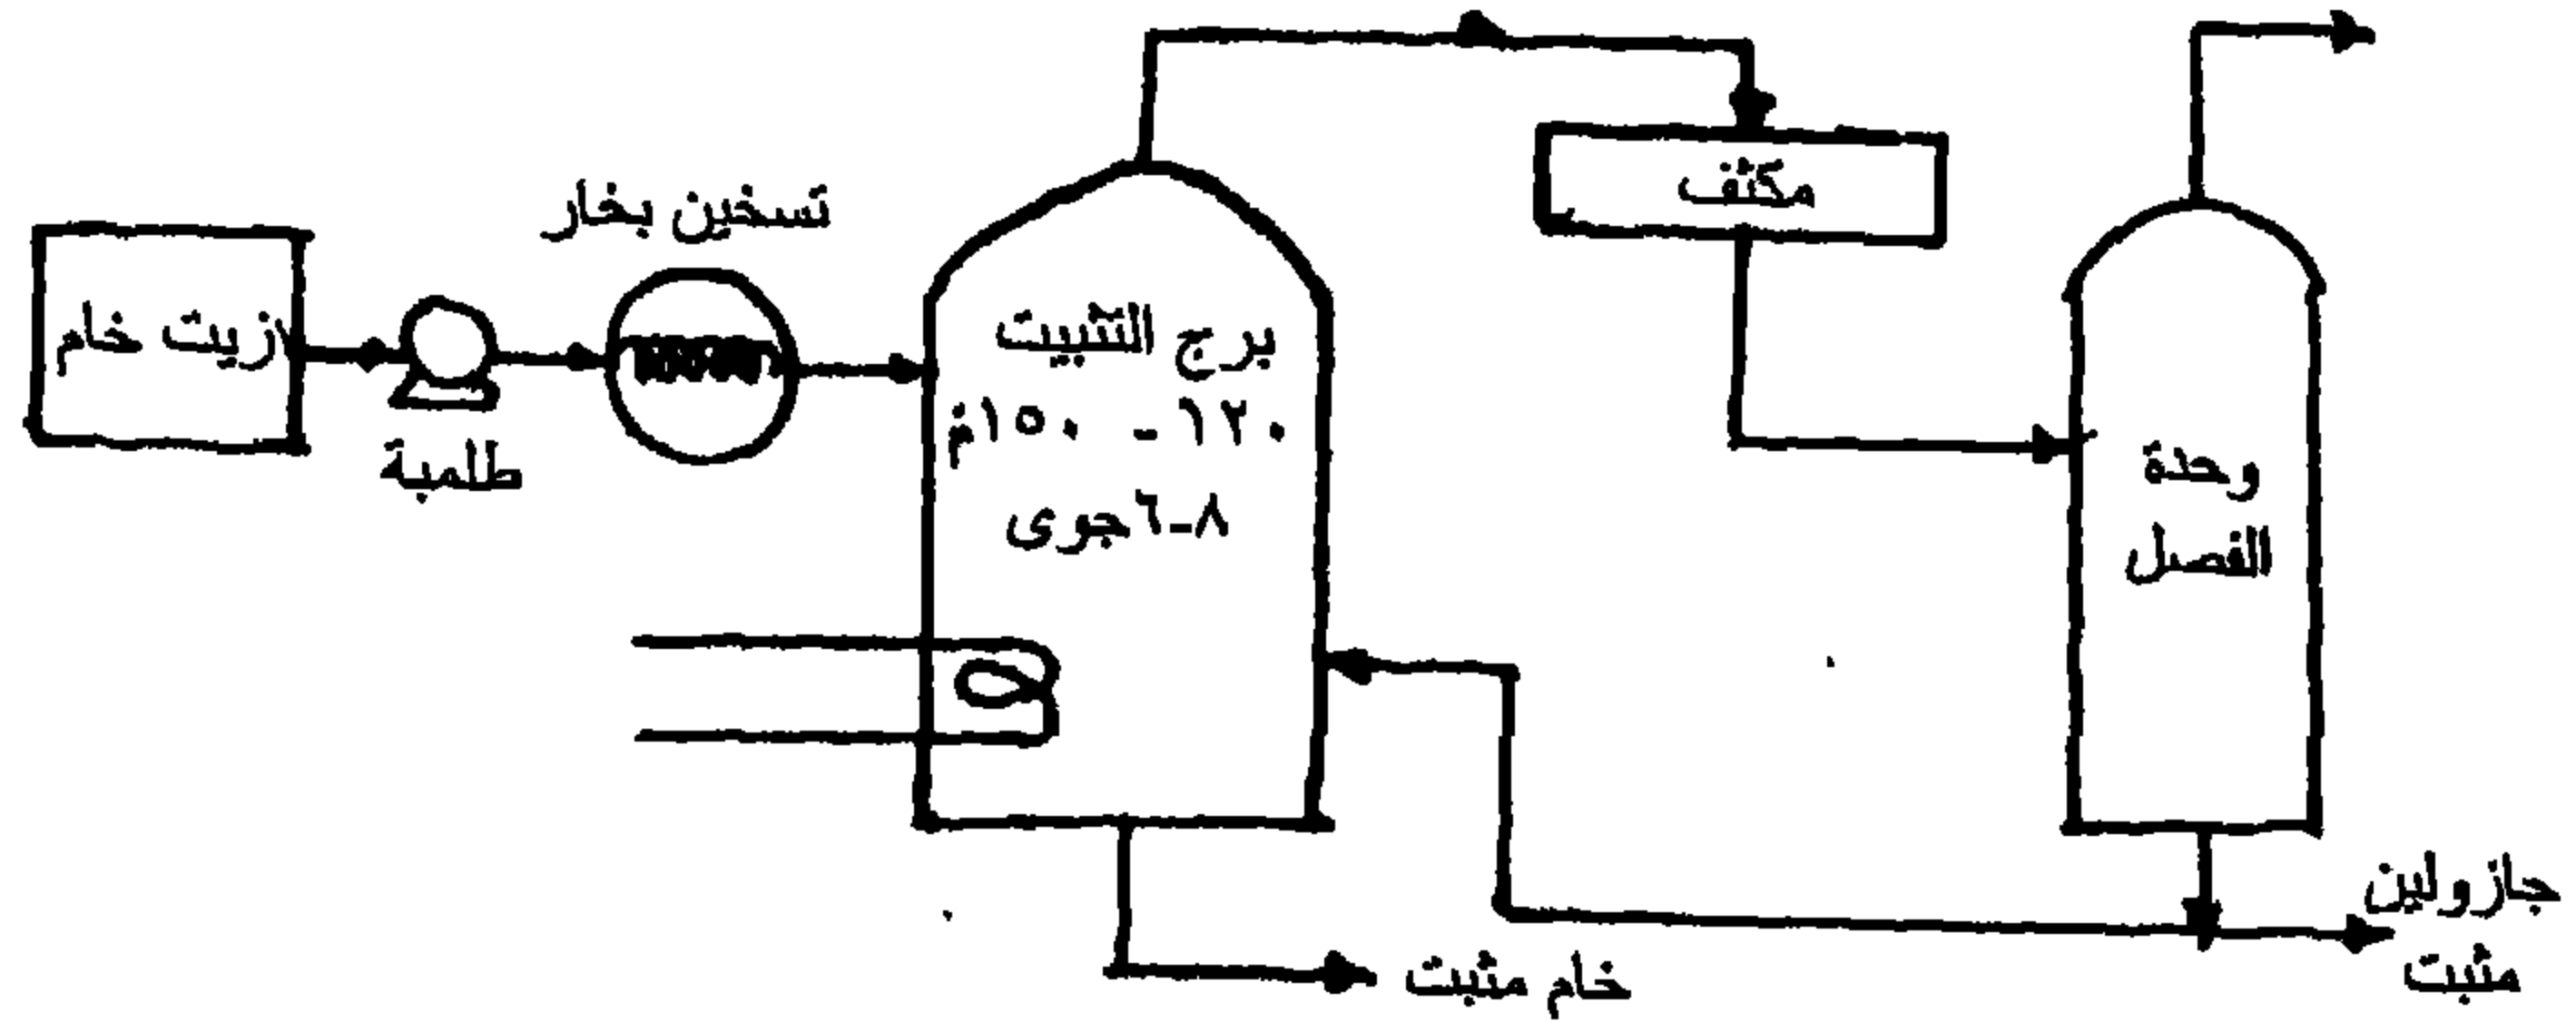 زيت خام
طلمبة
تسخين بخار
برج التثبيت
١٢٠ - ١٥٠م
٨-٦جوى
مكثف
وحدة
الفصل
خام مثبت
جازولين
مثبت